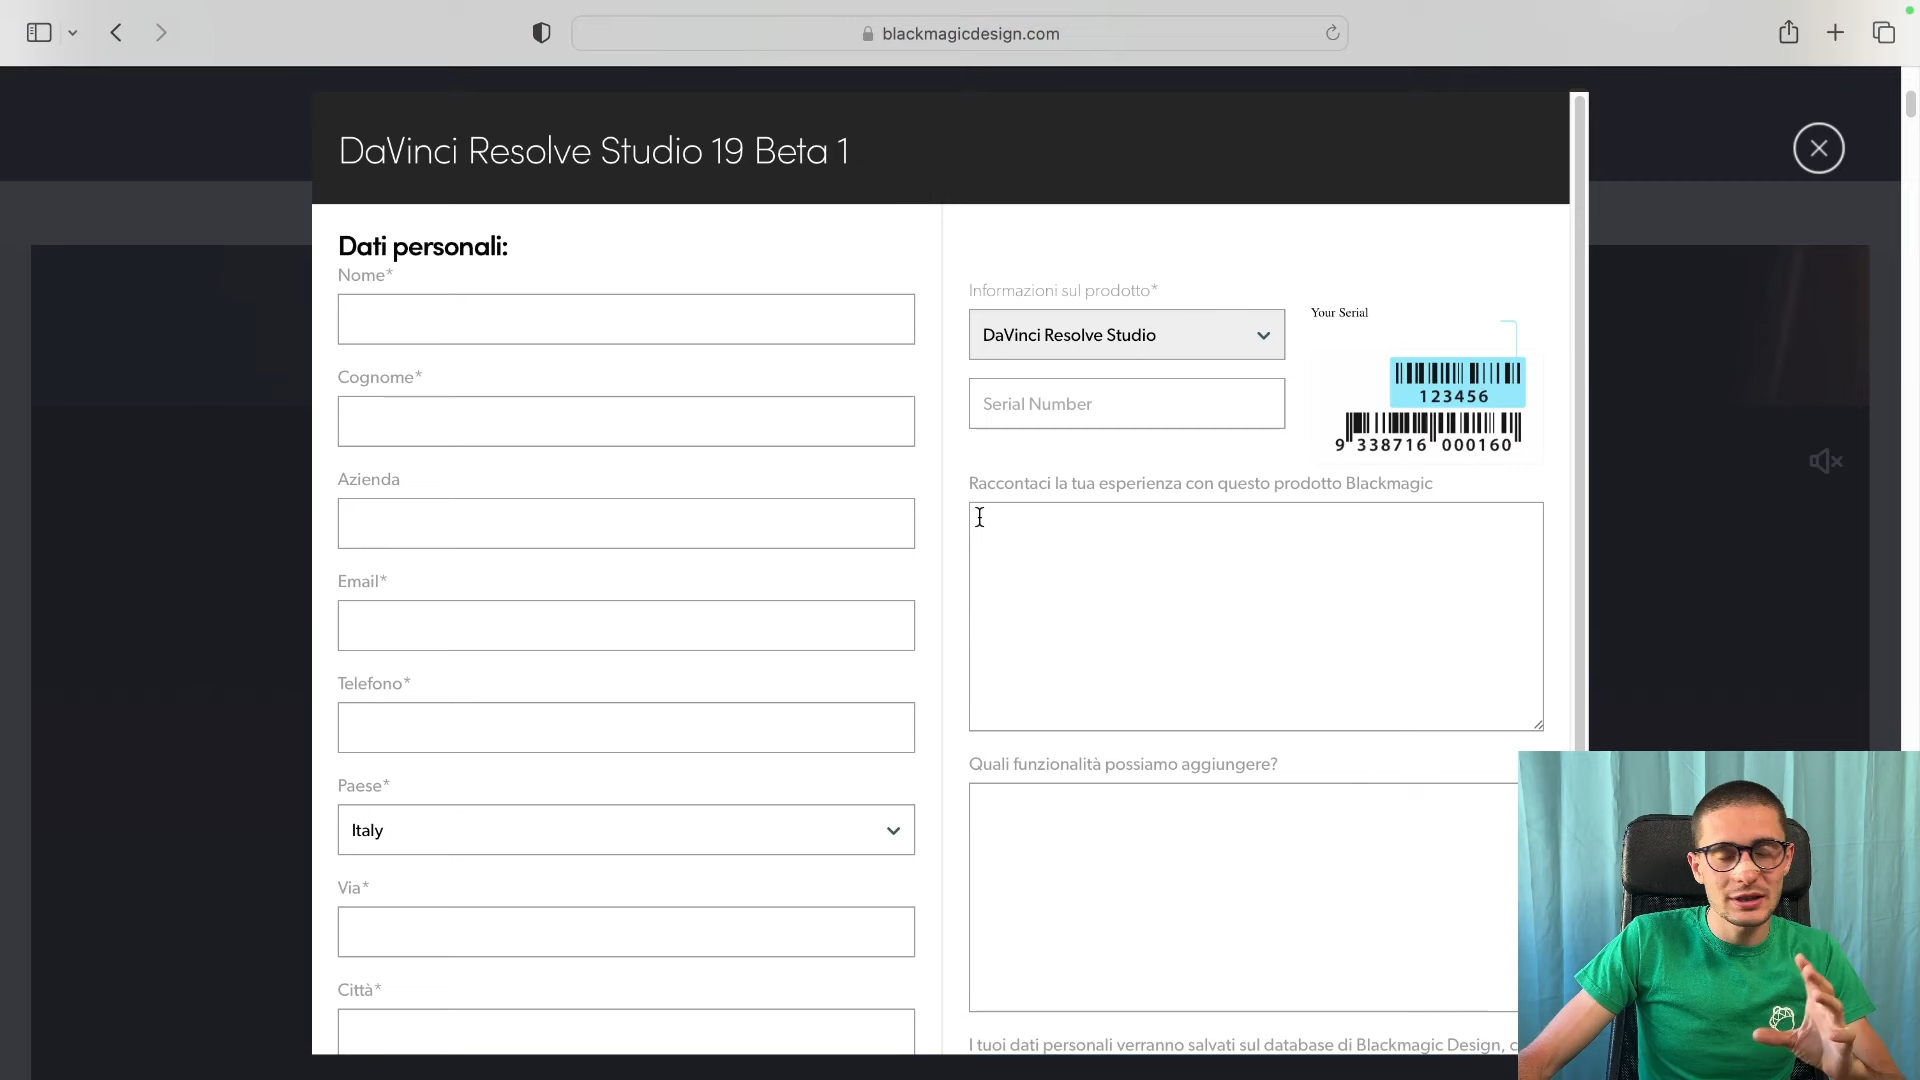 blackmagicdesign.com
DaVinci Resolve Studio 19 Beta 1
Dati personali:
Nome*
Cognome*
Azienda
Email*
Telefono*
Paese*
Italy
Via*
Città*
Informazioni sul prodotto*
DaVinci Resolve Studio
Serial Number
Your Serial
123456
9 338716 000160
Raccontaci la tua esperienza con questo prodotto Blackmagic
Quali funzionalità possiamo aggiungere?
I tuoi dati personali verranno salvati sul database di Blackmagic Design, c